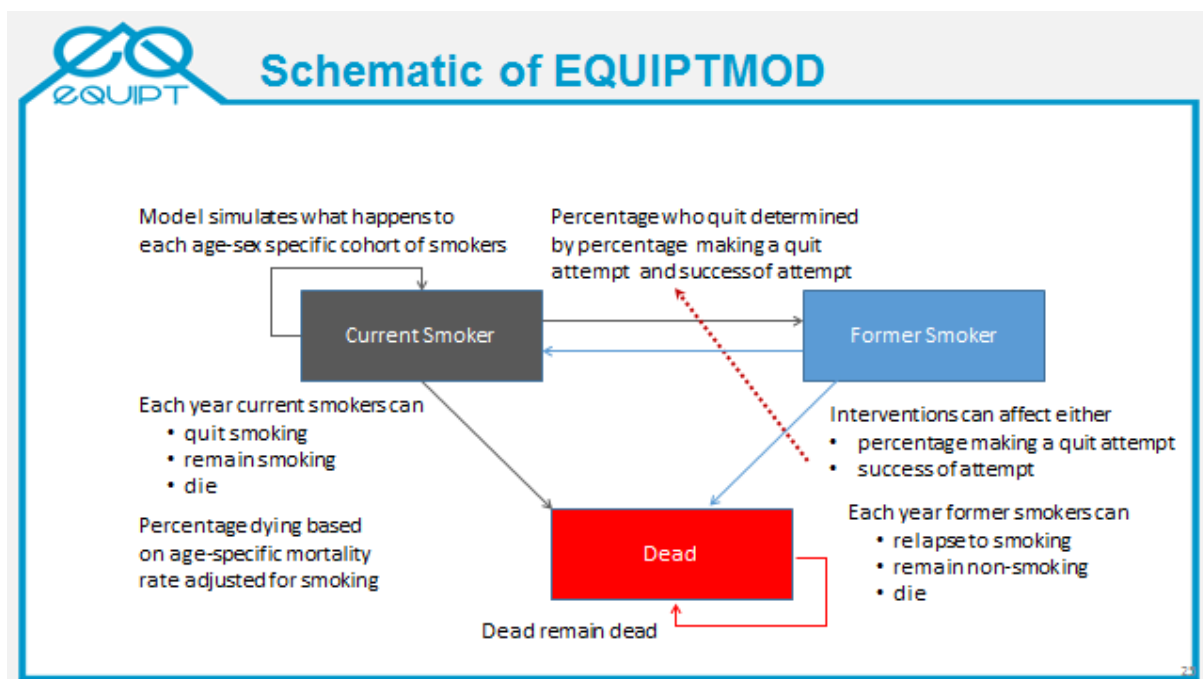 eQUIPT
Schematic of EQUIPTMOD
Model simulates what happens to
each age-sex specific cohort of smokers
Percentage who quit determined
by percentage making a quit
attempt and success of attempt
Current Smoker
Former Smoker
Each year current smokers can
• quit smoking
• remain smoking
• die
Interventions can affect either
• percentage making a quit attempt
• success of attempt
Percentage dying based
on age-specific mortality
rate adjusted for smoking
Dead
Each year former smokers can
• relapse to smoking
• remain non-smoking
• die
Dead remain dead